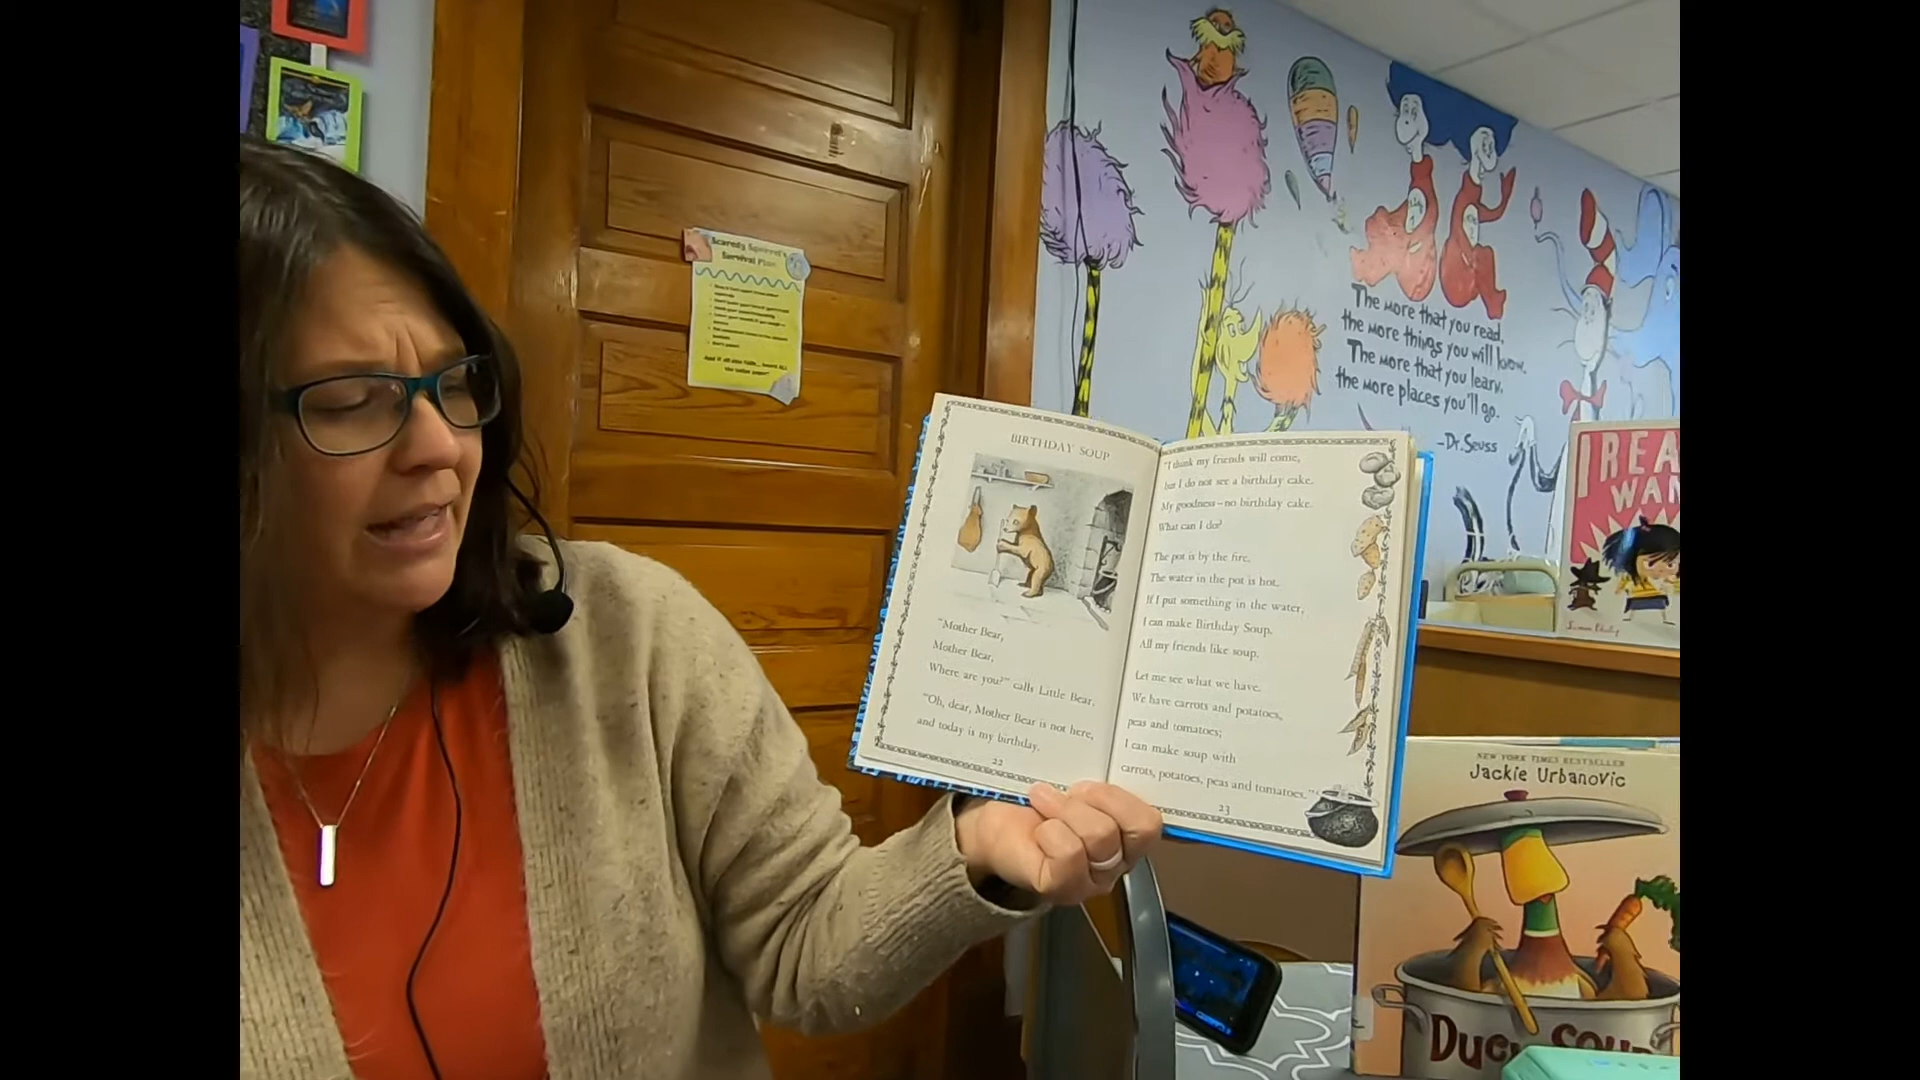 Scaredy Squirrel's
Survival Plan
The more that you read,
the more things you will know.
The more that you learn,
the more places you'll go.
-Dr. Seuss
BIRTHDAY SOUP
"Mother Bear,
Mother Bear,
Where are you?" calls Little Bear.
"Oh, dear, Mother Bear is not here,
and today is my birthday.
22
"I think my friends will come,
but I do not see a birthday cake.
My goodness – no birthday cake.
What can I do?
The pot is by the fire.
The water in the pot is hot.
If I put something in the water,
I can make Birthday Soup.
All my friends like soup.
Let me see what we have.
We have carrots and potatoes,
peas and tomatoes;
I can make soup with
carrots, potatoes, peas and tomatoes."
23
I REA
WAN
NEW YORK TIMES BESTSELLER
Jackie Urbanovic
DUCK SOUP